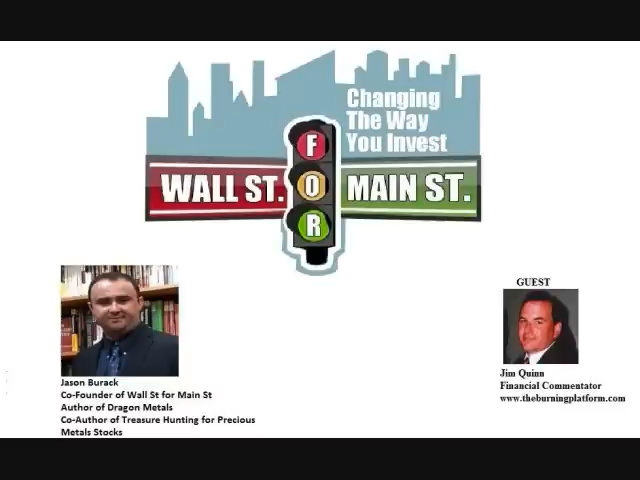 Changing
The Way
You Invest
WALL ST. FOR MAIN ST.
GUEST
Jason Burack
Co-Founder of Wall St for Main St
Author of Dragon Metals
Co-Author of Treasure Hunting for Precious
Metals Stocks
Jim Quinn
Financial Commentator
www.theburningplatform.com